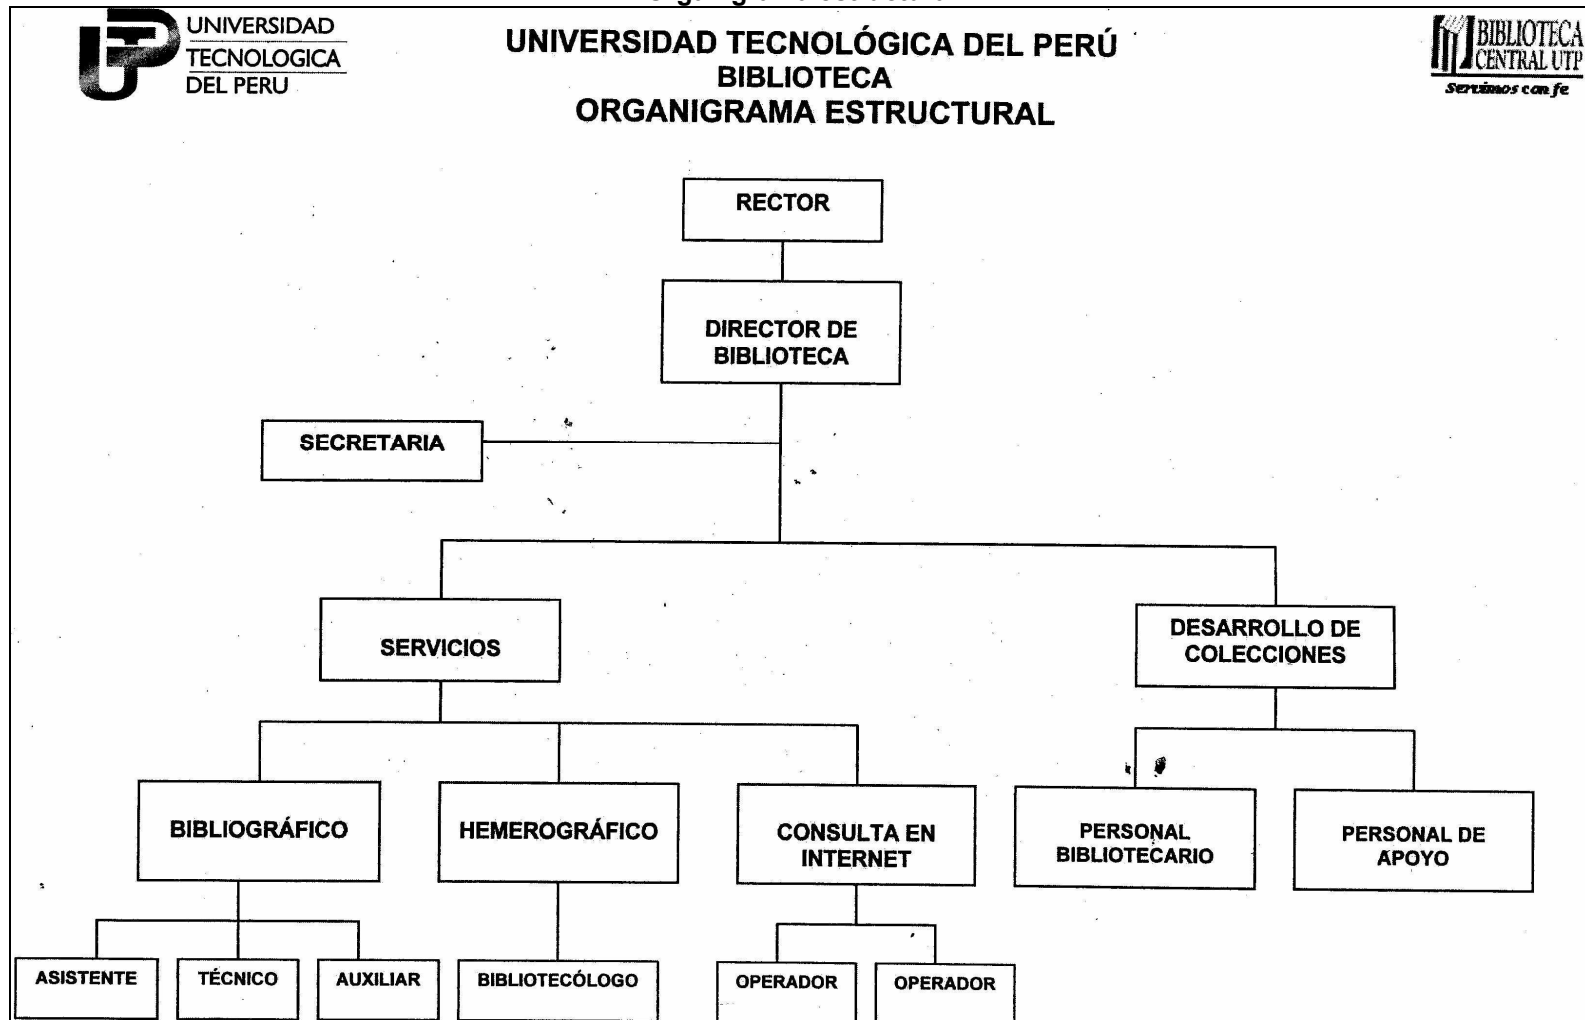 UNIVERSIDAD
TECNOLOGICA
DEL PERU
UNIVERSIDAD TECNOLÓGICA DEL PERÚ
BIBLIOTECA
ORGANIGRAMA ESTRUCTURAL
BIBLIOTECA
CENTRAL UTP
Servimos con fe
RECTOR
DIRECTOR DE
BIBLIOTECA
SECRETARIA
SERVICIOS
DESARROLLO DE
COLECCIONES
BIBLIOGRÁFICO
HEMEROGRÁFICO
CONSULTA EN
INTERNET
PERSONAL
BIBLIOTECARIO
PERSONAL DE
APOYO
ASISTENTE
TÉCNICO
AUXILIAR
BIBLIOTECÓLOGO
OPERADOR
OPERADOR